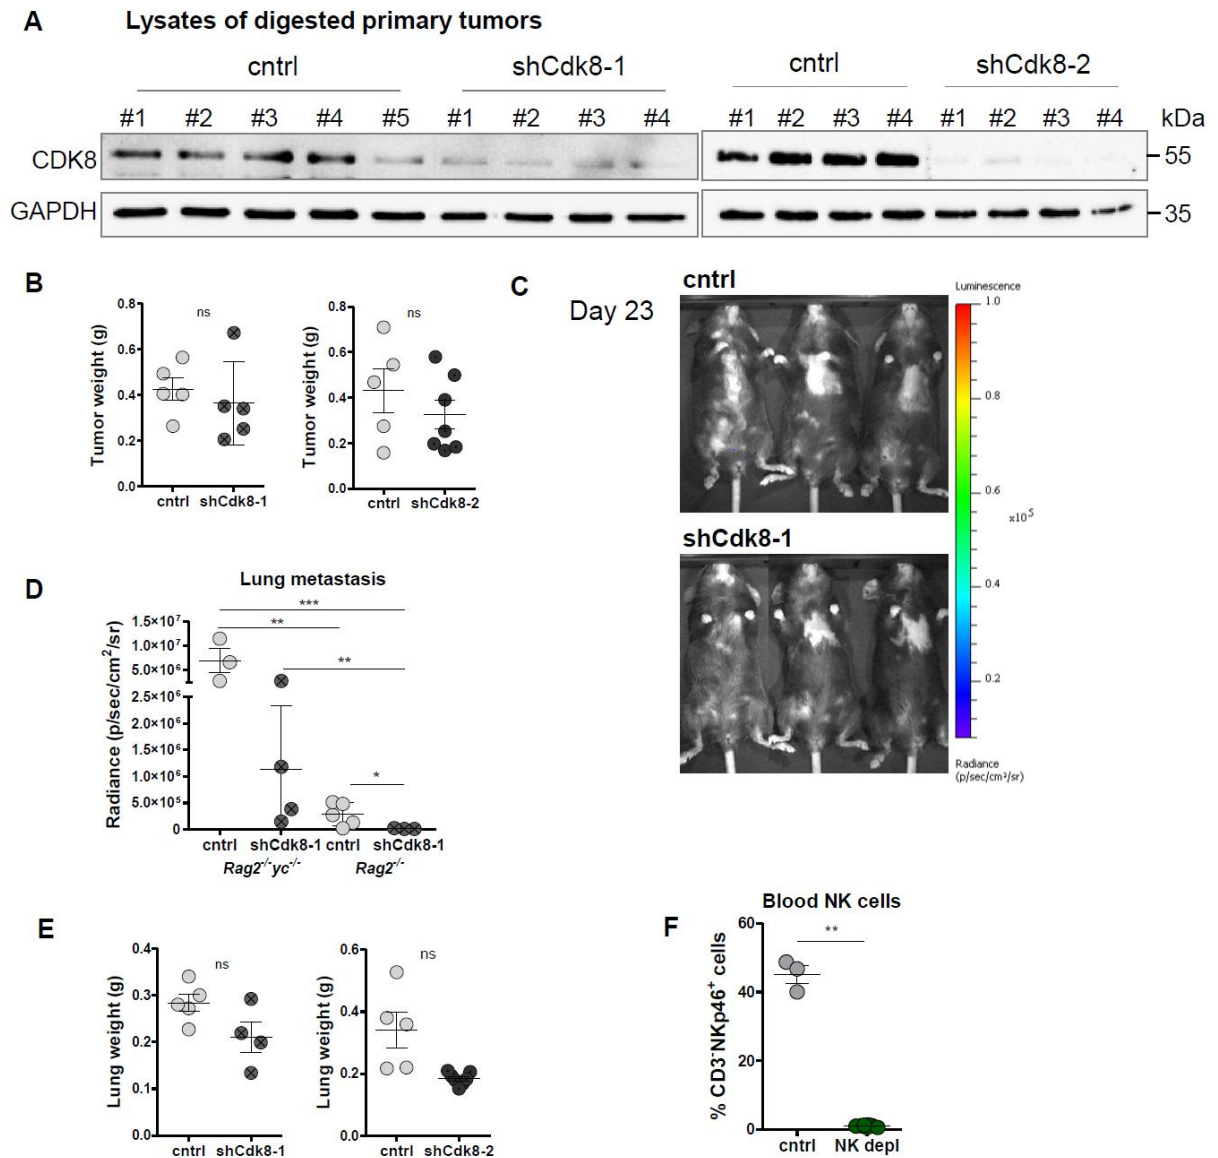 A Lysates of digested primary tumors
cntrl shCdk8-1 cntrl shCdk8-2
#1 #2 #3 #4 #5 #1 #2 #3 #4 #1 #2 #3 #4 #1 #2 #3 #4 kDa
CDK8 55
GAPDH 35
B
Tumor weight (g)
0.8
0.6
0.4
0.2
0.0
ns
cntrl shCdk8-1
Tumor weight (g)
0.8
0.6
0.4
0.2
0.0
ns
cntrl shCdk8-2
C
Day 23
cntrl
shCdk8-1
Luminescence
1.0
0.8
0.6
x10⁵
0.4
0.2
Radiance
(p/sec/cm²/sr)
D
Lung metastasis
Radiance (p/sec/cm²/sr)
1.5×10⁷
1.0×10⁷
5.0×10⁶
2.5×10⁶
2.0×10⁶
1.5×10⁶
1.0×10⁶
5.0×10⁵
0
***
**
**
*
cntrl shCdk8-1 cntrl shCdk8-1
Rag2⁻/⁻yc⁻/⁻ Rag2⁻/⁻
E
Lung weight (g)
0.4
0.3
0.2
0.1
0.0
ns
cntrl shCdk8-1
Lung weight (g)
0.6
0.4
0.2
0.0
ns
cntrl shCdk8-2
F
Blood NK cells
% CD3⁻NKp46⁺ cells
60
40
20
0
**
cntrl NK depl